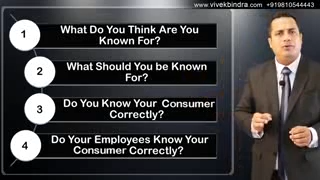 www.vivekbindra.com +919810544443
1 What Do You Think Are You
Known For?
2 What Should You be Known
For?
3 Do You Know Your Consumer
Correctly?
4 Do Your Employees Know Your
Consumer Correctly?